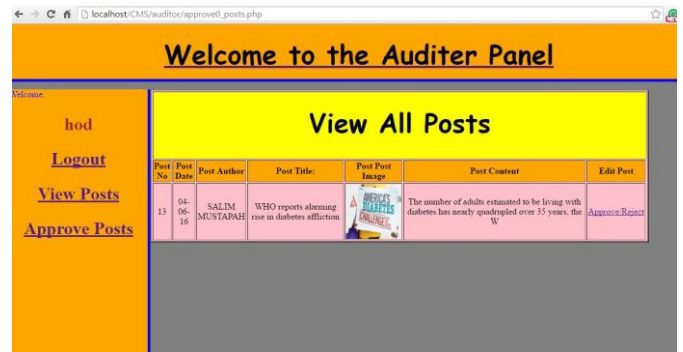 localhost/CMS/auditor/approve0_posts.php
Welcome to the Auditer Panel
Welcome:
hod
Logout
View Posts
Approve Posts
View All Posts
Post No
Post Date
Post Author
Post Title:
Post Post Image
Post Content
Edit Post
13
04-
06-
16
SALIM
MUSTAPAH
WHO reports alarming
rise in diabetes affliction
AMERICA'S
DIABETES
CHALLENGE
The number of adults estimated to be living with
diabetes has nearly quadrupled over 35 years, the
W
Approve/Reject